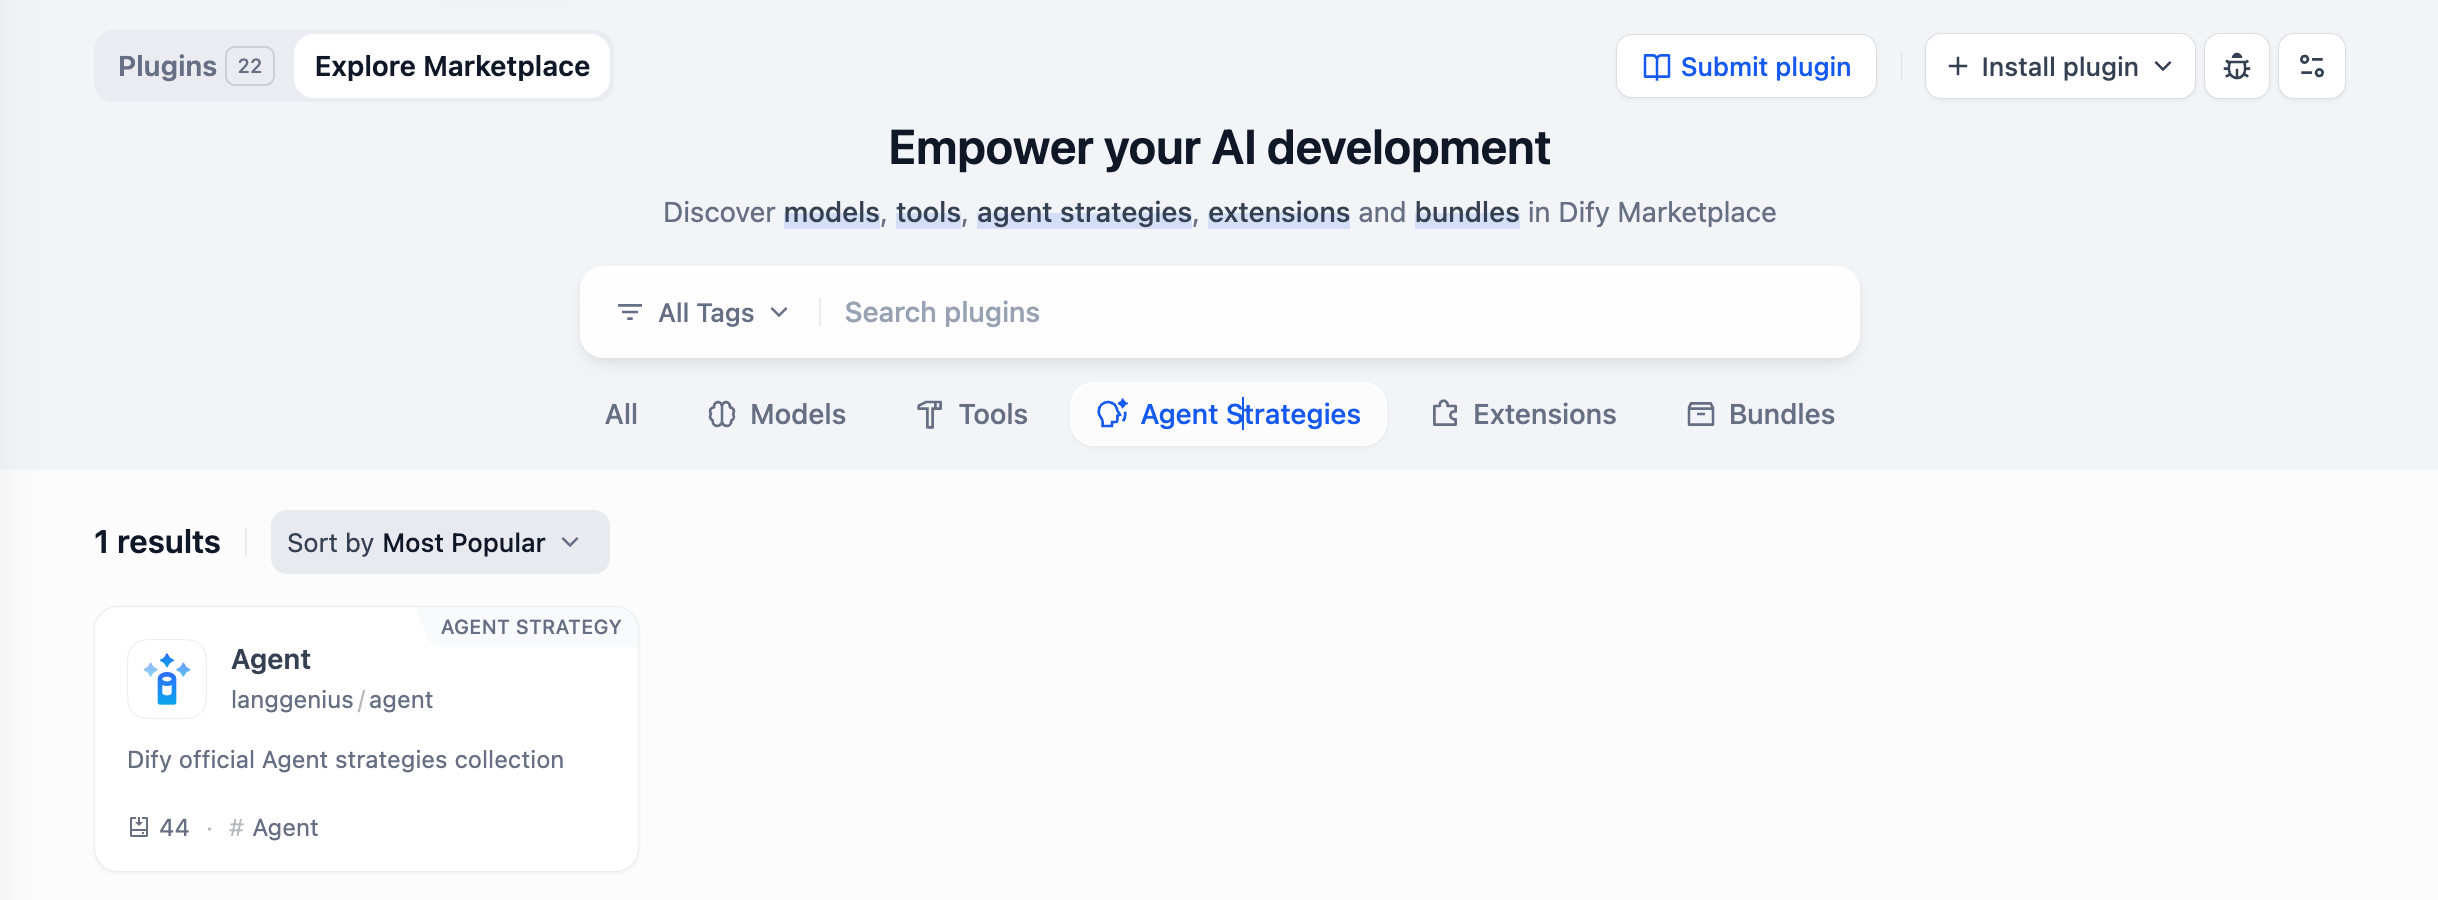 Plugins 22 Explore Marketplace Submit plugin Install plugin
Empower your AI development
Discover models, tools, agent strategies, extensions and bundles in Dify Marketplace
All Tags Search plugins
All Models Tools Agent Strategies Extensions Bundles
1 results Sort by Most Popular
AGENT STRATEGY
Agent
langgenius / agent
Dify official Agent strategies collection
44 · # Agent